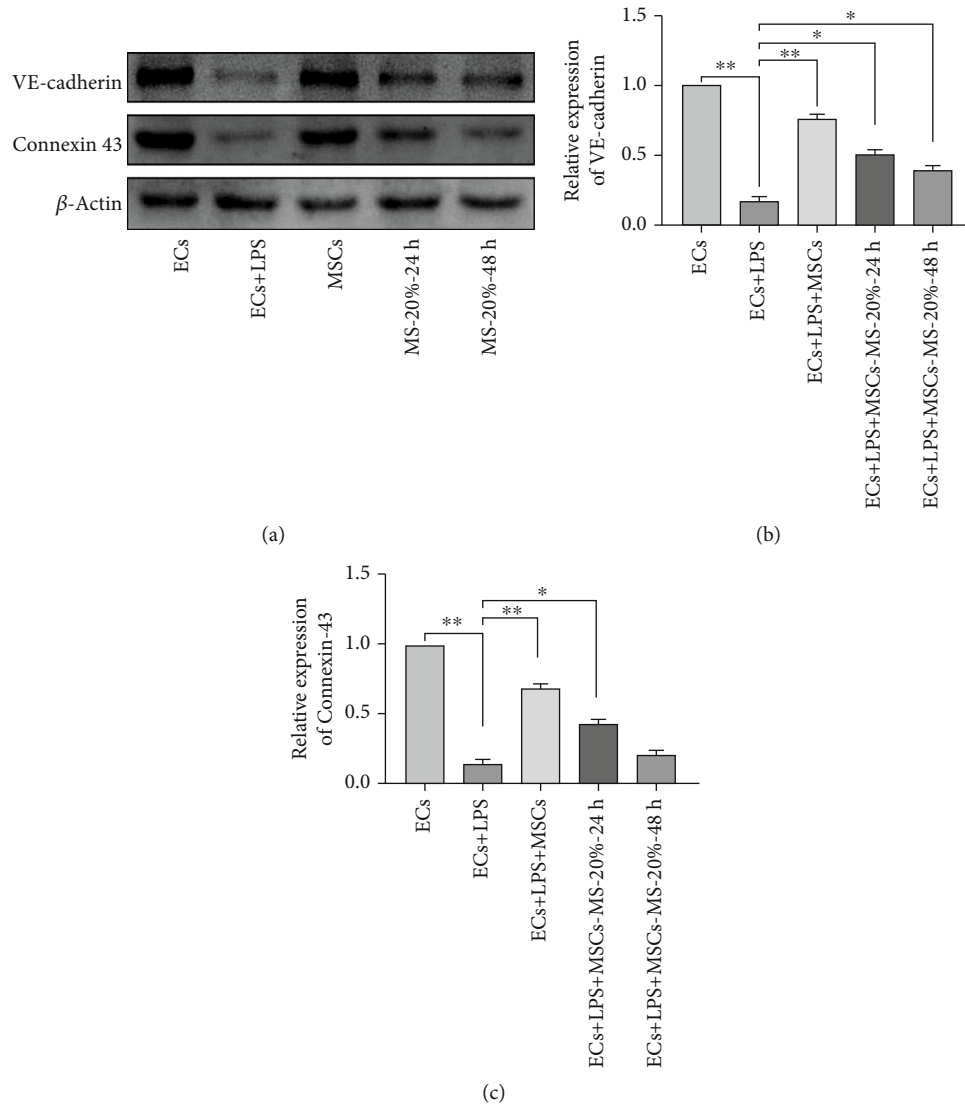 VE-cadherin
Connexin 43
β-Actin
ECs
ECs+LPS
MSCs
MS-20%-24 h
MS-20%-48 h
(a)
Relative expression
of VE-cadherin
1.5
1.0
0.5
0.0
**
**
*
*
ECs
ECs+LPS
ECs+LPS+MSCs
ECs+LPS+MSCs-MS-20%-24 h
ECs+LPS+MSCs-MS-20%-48 h
(b)
Relative expression
of Connexin-43
1.5
1.0
0.5
0.0
**
**
*
ECs
ECs+LPS
ECs+LPS+MSCs
ECs+LPS+MSCs-MS-20%-24 h
ECs+LPS+MSCs-MS-20%-48 h
(c)